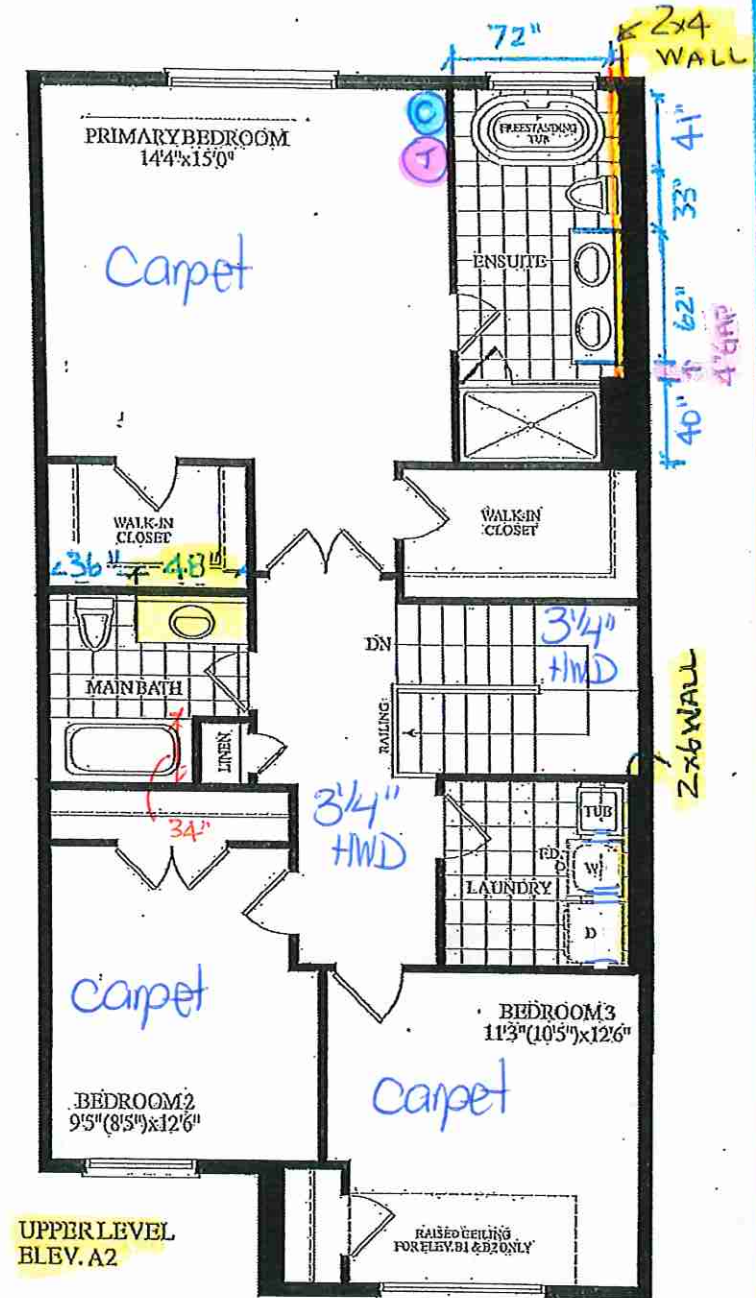 72"
2x4
WALL
PRIMARY BEDROOM
14'4"x15'0"
C
T
FREESTANDING
TUB
41"
33"
Carpet
ENSUITE
62"
4" GAP
40"
WALK-IN
CLOSET
WALK-IN
CLOSET
36" 48"
DN
3 1/4"
HWD
MAIN BATH
RAILING
LINEN
2x6 WALL
34"
3 1/4"
HWD
TUB
F.D.
W
LAUNDRY
D
Carpet
BEDROOM 3
11'3"(10'5")x12'6"
BEDROOM 2
9'5"(8'5")x12'6"
Carpet
UPPER LEVEL
ELEV. A2
RAISED CEILING
FOR ELEV. B1 & B2 ONLY